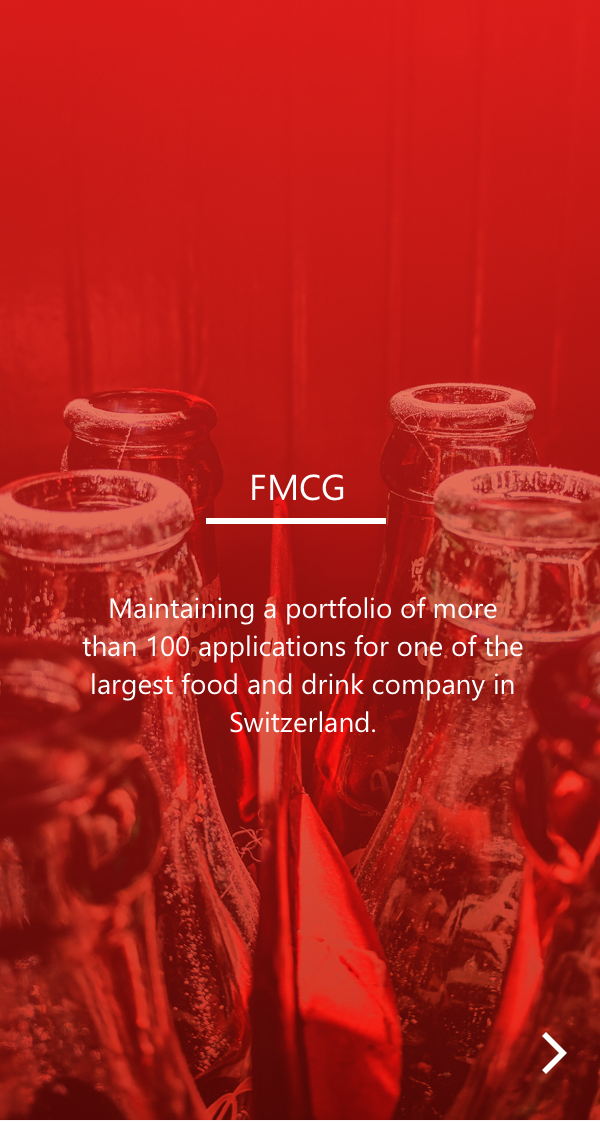 FMCG
Maintaining a portfolio of more
than 100 applications for one of the
largest food and drink company in
Switzerland.